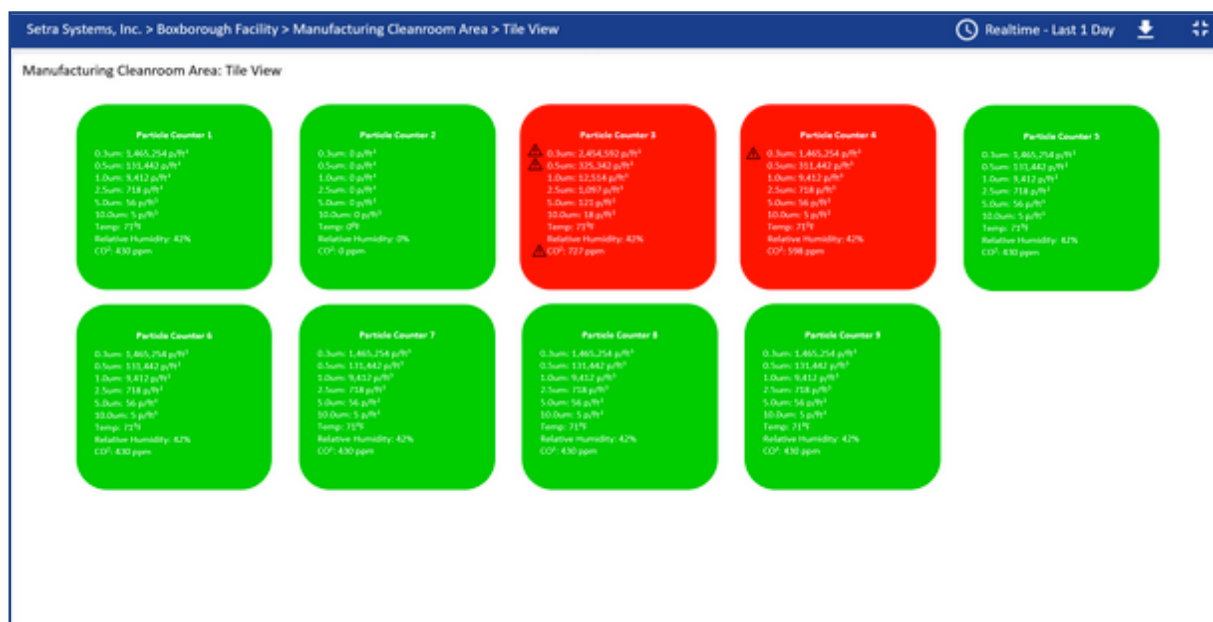 Setra Systems, Inc. > Boxborough Facility > Manufacturing Cleanroom Area > Tile View
Realtime - Last 1 Day
Manufacturing Cleanroom Area: Tile View
Particle Counter 1
0.3um: 1,465,254 p/ft³
0.5um: 131,442 p/ft³
1.0um: 9,412 p/ft³
2.5um: 718 p/ft³
5.0um: 56 p/ft³
10.0um: 5 p/ft³
Temp: 71⁰F
Relative Humidity: 42%
CO²: 430 ppm
Particle Counter 2
0.3um: 0 p/ft³
0.5um: 0 p/ft³
1.0um: 0 p/ft³
2.5um: 0 p/ft³
5.0um: 0 p/ft³
10.0um: 0 p/ft³
Temp: 0⁰F
Relative Humidity: 0%
CO²: 0 ppm
Particle Counter 3
0.3um: 2,454,592 p/ft³
0.5um: 325,342 p/ft³
1.0um: 12,514 p/ft³
2.5um: 1,097 p/ft³
5.0um: 121 p/ft³
10.0um: 18 p/ft³
Temp: 71⁰F
Relative Humidity: 42%
CO²: 727 ppm
Particle Counter 4
0.3um: 1,465,254 p/ft³
0.5um: 311,442 p/ft³
1.0um: 9,412 p/ft³
2.5um: 718 p/ft³
5.0um: 56 p/ft³
10.0um: 5 p/ft³
Temp: 71⁰F
Relative Humidity: 42%
CO²: 598 ppm
Particle Counter 5
0.3um: 1,465,254 p/ft³
0.5um: 131,442 p/ft³
1.0um: 9,412 p/ft³
2.5um: 718 p/ft³
5.0um: 56 p/ft³
10.0um: 5 p/ft³
Temp: 71⁰F
Relative Humidity: 42%
CO²: 430 ppm
Particle Counter 6
0.3um: 1,465,254 p/ft³
0.5um: 131,442 p/ft³
1.0um: 9,412 p/ft³
2.5um: 718 p/ft³
5.0um: 56 p/ft³
10.0um: 5 p/ft³
Temp: 71⁰F
Relative Humidity: 42%
CO²: 430 ppm
Particle Counter 7
0.3um: 1,465,254 p/ft³
0.5um: 131,442 p/ft³
1.0um: 9,412 p/ft³
2.5um: 718 p/ft³
5.0um: 56 p/ft³
10.0um: 5 p/ft³
Temp: 71⁰F
Relative Humidity: 42%
CO²: 430 ppm
Particle Counter 8
0.3um: 1,465,254 p/ft³
0.5um: 131,442 p/ft³
1.0um: 9,412 p/ft³
2.5um: 718 p/ft³
5.0um: 56 p/ft³
10.0um: 5 p/ft³
Temp: 71⁰F
Relative Humidity: 42%
CO²: 430 ppm
Particle Counter 9
0.3um: 1,465,254 p/ft³
0.5um: 131,442 p/ft³
1.0um: 9,412 p/ft³
2.5um: 718 p/ft³
5.0um: 56 p/ft³
10.0um: 5 p/ft³
Temp: 71⁰F
Relative Humidity: 42%
CO²: 430 ppm